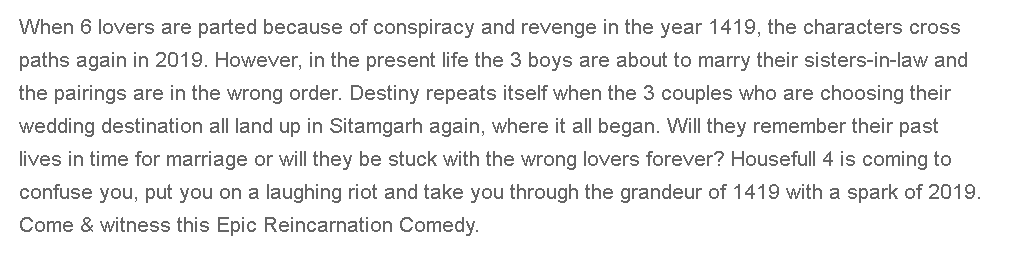 When 6 lovers are parted because of conspiracy and revenge in the year 1419, the characters cross
paths again in 2019. However, in the present life the 3 boys are about to marry their sisters-in-law and
the pairings are in the wrong order. Destiny repeats itself when the 3 couples who are choosing their
wedding destination all land up in Sitamgarh again, where it all began. Will they remember their past
lives in time for marriage or will they be stuck with the wrong lovers forever? Housefull 4 is coming to
confuse you, put you on a laughing riot and take you through the grandeur of 1419 with a spark of 2019.
Come & witness this Epic Reincarnation Comedy.